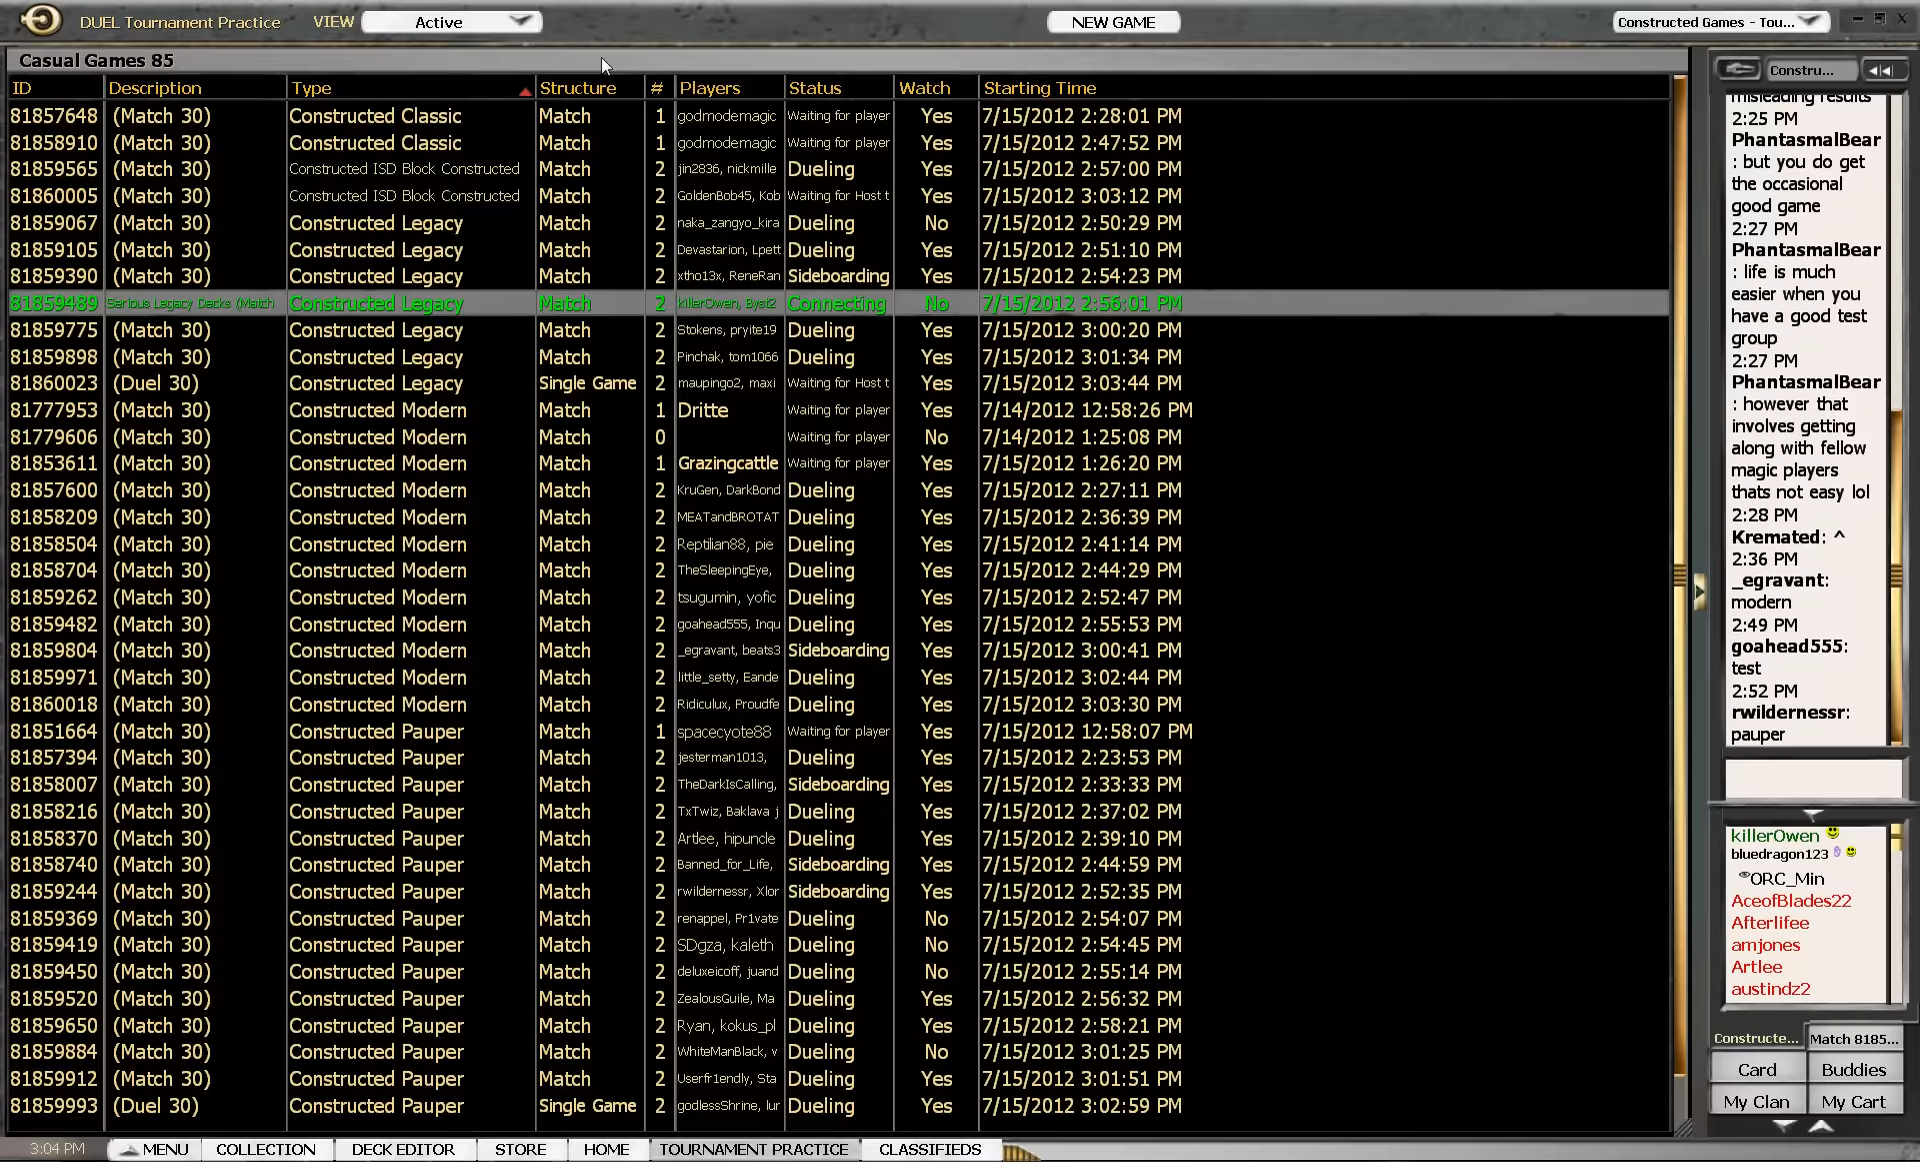 DUEL Tournament Practice VIEW Active NEW GAME Constructed Games - Tou...
Casual Games 85
ID Description Type Structure # Players Status Watch Starting Time
81857648 (Match 30) Constructed Classic Match 1 godmodemagic Waiting for player Yes 7/15/2012 2:28:01 PM
81858910 (Match 30) Constructed Classic Match 1 godmodemagic Waiting for player Yes 7/15/2012 2:47:52 PM
81859565 (Match 30) Constructed ISD Block Constructed Match 2 jin2836, nickmille Dueling Yes 7/15/2012 2:57:00 PM
81860005 (Match 30) Constructed ISD Block Constructed Match 2 GoldenBob45, Kob Waiting for Host t Yes 7/15/2012 3:03:12 PM
81859067 (Match 30) Constructed Legacy Match 2 naka_zangyo_kira Dueling No 7/15/2012 2:50:29 PM
81859105 (Match 30) Constructed Legacy Match 2 Devastarion, Lpett Dueling Yes 7/15/2012 2:51:10 PM
81859390 (Match 30) Constructed Legacy Match 2 xtho13x, ReneRan Sideboarding Yes 7/15/2012 2:54:23 PM
81859489 Serious Legacy Decks (Match Constructed Legacy Match 2 killerOwen, Byst2 Connecting No 7/15/2012 2:56:01 PM
81859775 (Match 30) Constructed Legacy Match 2 Stokens, pryite19 Dueling Yes 7/15/2012 3:00:20 PM
81859898 (Match 30) Constructed Legacy Match 2 Pinchak, tom1066 Dueling Yes 7/15/2012 3:01:34 PM
81860023 (Duel 30) Constructed Legacy Single Game 2 maupingo2, maxi Waiting for Host t Yes 7/15/2012 3:03:44 PM
81777953 (Match 30) Constructed Modern Match 1 Dritte Waiting for player Yes 7/14/2012 12:58:26 PM
81779606 (Match 30) Constructed Modern Match 0 Waiting for player No 7/14/2012 1:25:08 PM
81853611 (Match 30) Constructed Modern Match 1 Grazingcattle Waiting for player Yes 7/15/2012 1:26:20 PM
81857600 (Match 30) Constructed Modern Match 2 KruGen, DarkBond Dueling Yes 7/15/2012 2:27:11 PM
81858209 (Match 30) Constructed Modern Match 2 MEATandBROTAT Dueling Yes 7/15/2012 2:36:39 PM
81858504 (Match 30) Constructed Modern Match 2 Reptilian88, pie Dueling Yes 7/15/2012 2:41:14 PM
81858704 (Match 30) Constructed Modern Match 2 TheSleepingEye, Dueling Yes 7/15/2012 2:44:29 PM
81859262 (Match 30) Constructed Modern Match 2 tsugumin, yofic Dueling Yes 7/15/2012 2:52:47 PM
81859482 (Match 30) Constructed Modern Match 2 goahead555, Inqu Dueling Yes 7/15/2012 2:55:53 PM
81859804 (Match 30) Constructed Modern Match 2 _egravant, beats3 Sideboarding Yes 7/15/2012 3:00:41 PM
81859971 (Match 30) Constructed Modern Match 2 little_setty, Eande Dueling Yes 7/15/2012 3:02:44 PM
81860018 (Match 30) Constructed Modern Match 2 Ridiculux, Proudfe Dueling Yes 7/15/2012 3:03:30 PM
81851664 (Match 30) Constructed Pauper Match 1 spacecyote88 Waiting for player Yes 7/15/2012 12:58:07 PM
81857394 (Match 30) Constructed Pauper Match 2 jesterman1013, Dueling Yes 7/15/2012 2:23:53 PM
81858007 (Match 30) Constructed Pauper Match 2 TheDarkIsCalling, Sideboarding Yes 7/15/2012 2:33:33 PM
81858216 (Match 30) Constructed Pauper Match 2 TxTwiz, Baklava j Dueling Yes 7/15/2012 2:37:02 PM
81858370 (Match 30) Constructed Pauper Match 2 Artlee, hipuncle Dueling Yes 7/15/2012 2:39:10 PM
81858740 (Match 30) Constructed Pauper Match 2 Banned_for_Life, Sideboarding Yes 7/15/2012 2:44:59 PM
81859244 (Match 30) Constructed Pauper Match 2 rwildernessr, Xlor Sideboarding Yes 7/15/2012 2:52:35 PM
81859369 (Match 30) Constructed Pauper Match 2 renappel, Pr1vate Dueling No 7/15/2012 2:54:07 PM
81859419 (Match 30) Constructed Pauper Match 2 SDgza, kaleth Dueling No 7/15/2012 2:54:45 PM
81859450 (Match 30) Constructed Pauper Match 2 deluxeicoff, juand Dueling No 7/15/2012 2:55:14 PM
81859520 (Match 30) Constructed Pauper Match 2 ZealousGuile, Ma Dueling Yes 7/15/2012 2:56:32 PM
81859650 (Match 30) Constructed Pauper Match 2 Ryan, kokus_pl Dueling Yes 7/15/2012 2:58:21 PM
81859884 (Match 30) Constructed Pauper Match 2 WhiteManBlack, v Dueling No 7/15/2012 3:01:25 PM
81859912 (Match 30) Constructed Pauper Match 2 Userfr1endly, Sta Dueling Yes 7/15/2012 3:01:51 PM
81859993 (Duel 30) Constructed Pauper Single Game 2 godlessShrine, lur Dueling Yes 7/15/2012 3:02:59 PM
Constru...
misleading results
2:25 PM
PhantasmalBear
: but you do get
the occasional
good game
2:27 PM
PhantasmalBear
: life is much
easier when you
have a good test
group
2:27 PM
PhantasmalBear
: however that
involves getting
along with fellow
magic players
thats not easy lol
2:28 PM
Kremated: ^
2:36 PM
_egravant:
modern
2:49 PM
goahead555:
test
2:52 PM
rwildernessr:
pauper
killerOwen
bluedragon123
ORC_Min
AceofBlades22
Afterlifee
amjones
Artlee
austindz2
Constructe... Match 8185...
Card Buddies
My Clan My Cart
3:04 PM MENU COLLECTION DECK EDITOR STORE HOME TOURNAMENT PRACTICE CLASSIFIEDS